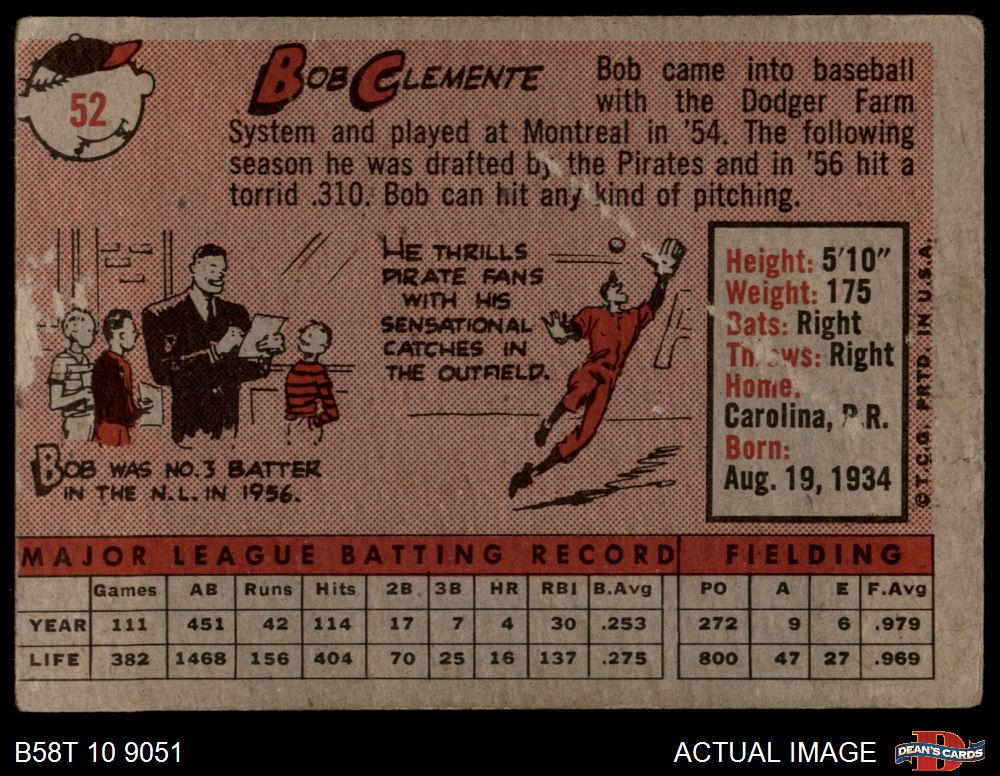 52
BOB CLEMENTE
Bob came into baseball
with the Dodger Farm
System and played at Montreal in '54. The following
season he was drafted by the Pirates and in '56 hit a
torrid .310. Bob can hit any kind of pitching.
HE THRILLS
PIRATE FANS
WITH HIS
SENSATIONAL
CATCHES IN
THE OUTFIELD.
BOB WAS NO. 3 BATTER
IN THE N.L. IN 1956.
Height: 5'10"
Weight: 175
Bats: Right
Throws: Right
Home:
Carolina, P.R.
Born:
Aug. 19, 1934
© T.C.G. PRTD. IN U.S.A.
MAJOR LEAGUE BATTING RECORD FIELDING
Games AB Runs Hits 2B 3B HR RBI B.Avg PO A E F.Avg
YEAR 111 451 42 114 17 7 4 30 .253 272 9 6 .979
LIFE 382 1468 156 404 70 25 16 137 .275 800 47 27 .969
B58T 10 9051 ACTUAL IMAGE DEAN'S CARDS